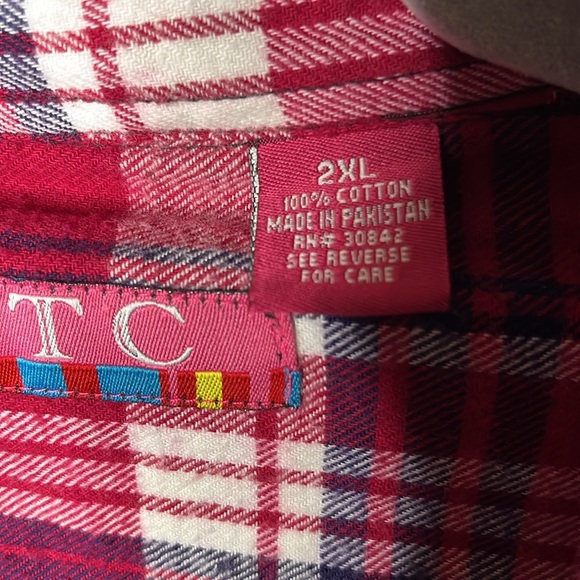 2XL
100% COTTON
MADE IN PAKISTAN
RN# 30842
SEE REVERSE
FOR CARE
TC